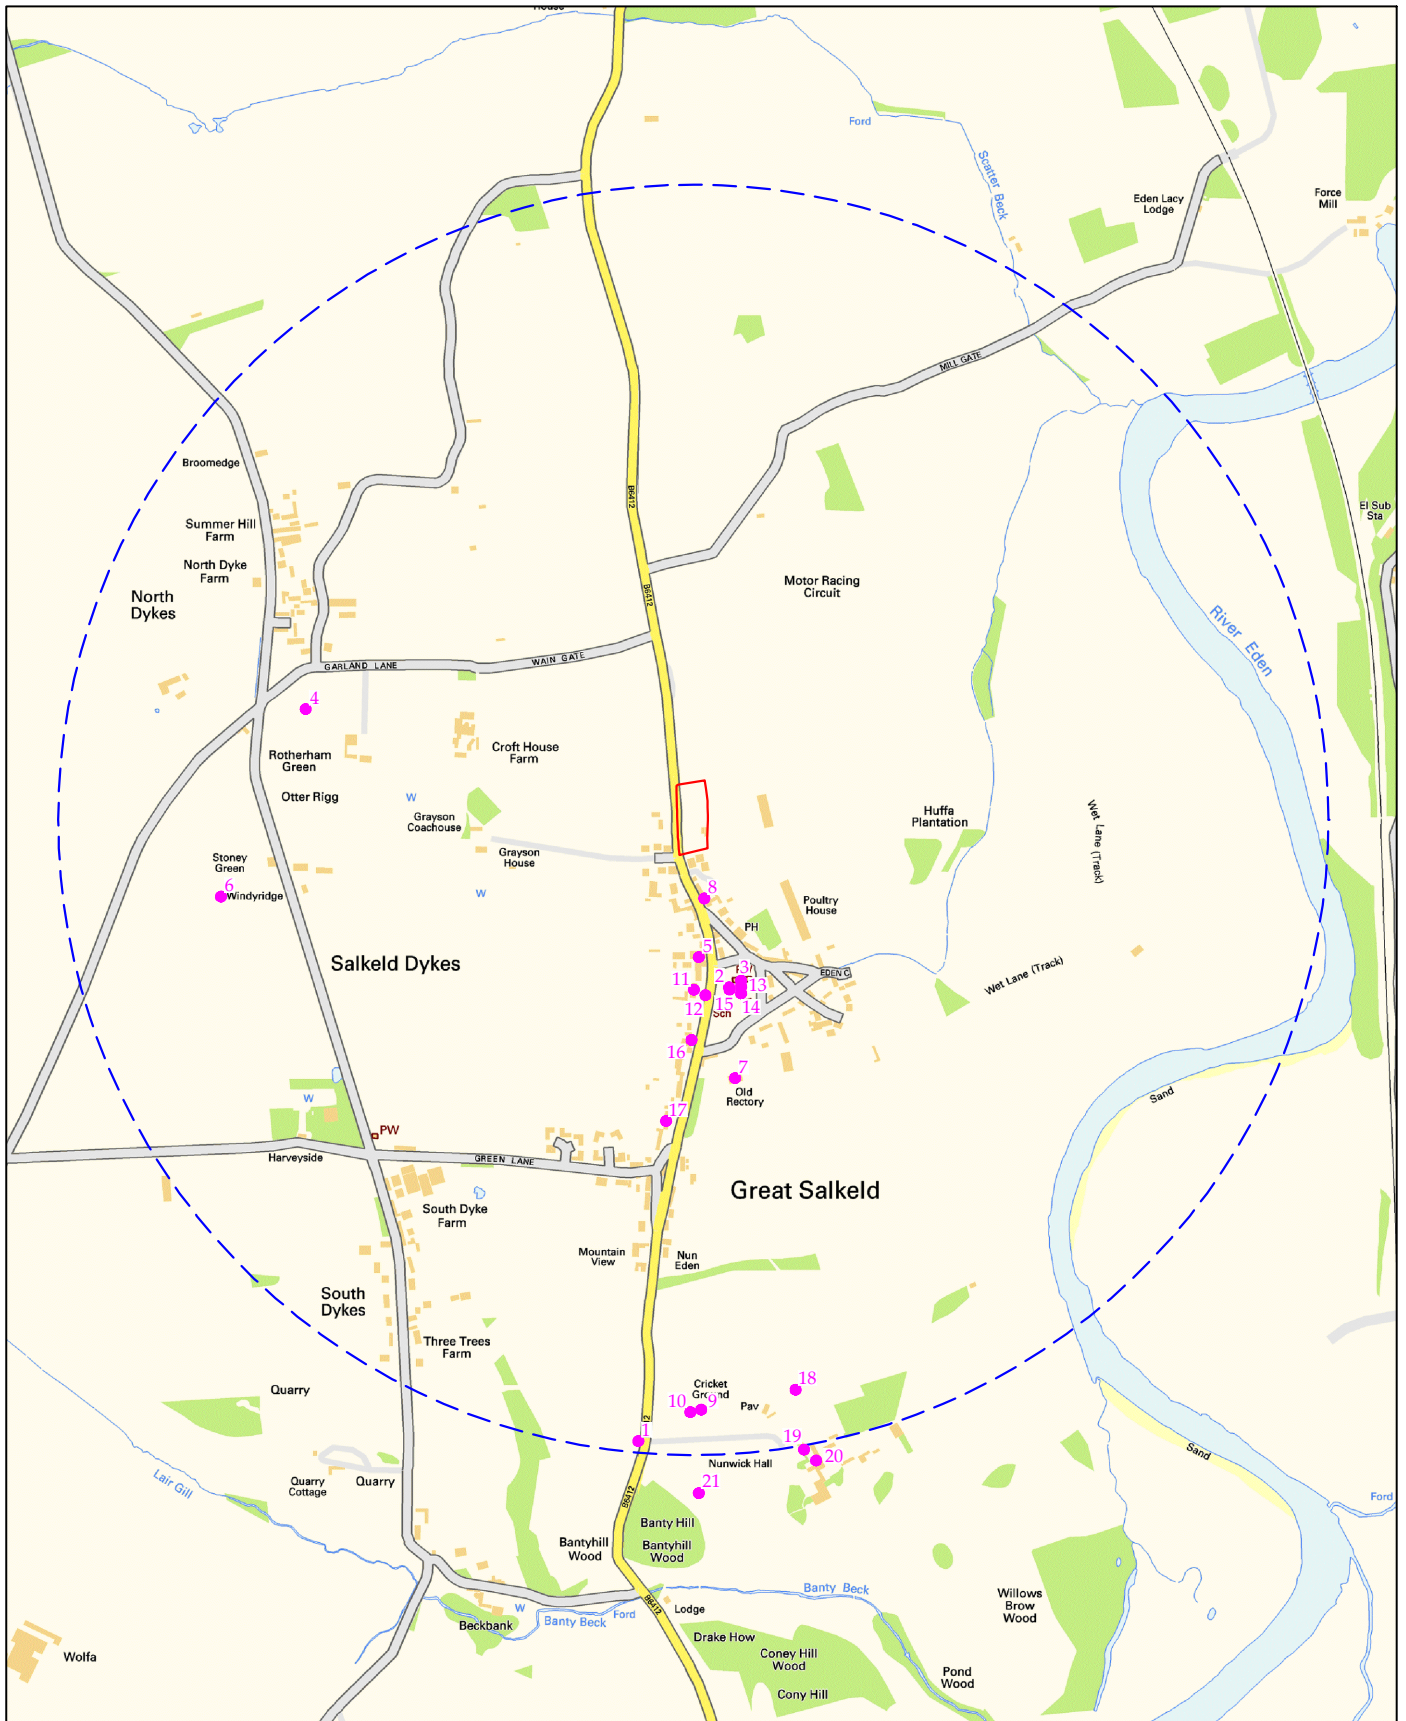 House
Ford
Scatter Beck
Eden Lacy
Lodge
Force
Mill
MILL GATE
Broomedge
B6412
Summer Hill
Farm
El Sub
Sta
North Dyke
Farm
Motor Racing
Circuit
B6412
North
Dykes
River Eden
GARLAND LANE
WAIN GATE
4
Croft House
Farm
Rotherham
Green
Otter Rigg
W
Grayson
Coachouse
Huffa
Plantation
Wet Lane (Track)
Grayson
House
Stoney
Green
6
Windyridge
W
8
Poultry
House
PH
5
Salkeld Dykes
3
EDEN C
Wet Lane (Track)
11
2
13
12
15
14
Sch
16
7
Old
Rectory
Sand
W
17
PW
Harveyside
GREEN LANE
Great Salkeld
South Dyke
Farm
Mountain
View
Nun
Eden
South
Dykes
Three Trees
Farm
Quarry
Cricket
18
10
9
Pav
1
19
20
Sand
Nunwick Hall
Quarry
Cottage
Quarry
Lair Gill
21
B6412
Ford
Banty Hill
Bantyhill
Wood
Bantyhill
Wood
Banty Beck
Willows
Brow
Wood
W
Ford
B6412
Lodge
Beckbank
Banty Beck
Drake How
Coney Hill
Wood
Wolfa
Pond
Wood
Cony Hill